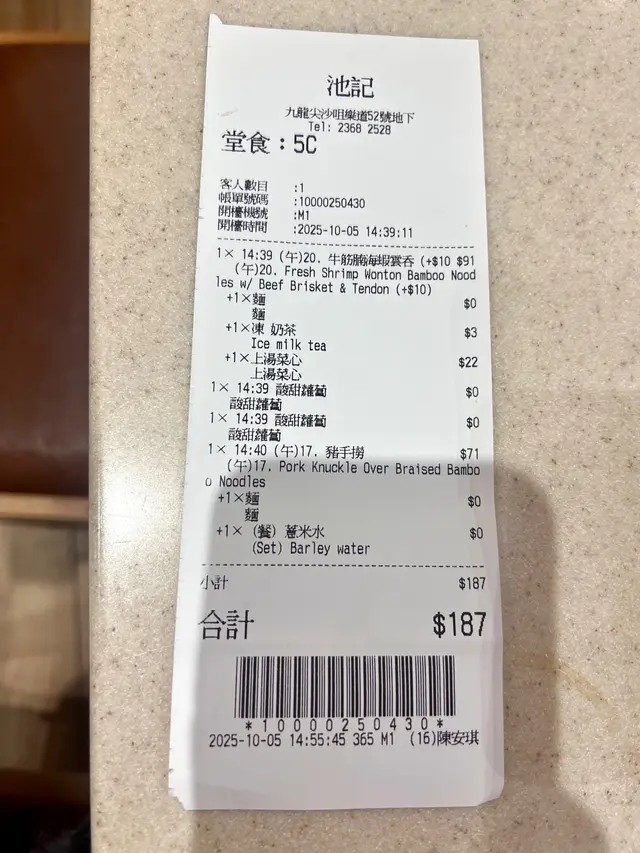 池記
九龍尖沙咀樂道52號地下
Tel: 2368 2528
堂食：5C
客人數目 :1
帳單號碼 :10000250430
開檯機號 :M1
開檯時間 :2025-10-05 14:39:11
1× 14:39 (午)20. 牛筋腩海蝦雲吞 (+$10 $91
(午)20. Fresh Shrimp Wonton Bamboo Nood
les w/ Beef Brisket & Tendon (+$10)
+1×麵 $0
麵
+1×凍 奶茶 $3
Ice milk tea
+1×上湯菜心 $22
上湯菜心
1× 14:39 酸甜蘿蔔 $0
酸甜蘿蔔
1× 14:39 酸甜蘿蔔 $0
酸甜蘿蔔
1× 14:40 (午)17. 豬手撈 $71
(午)17. Pork Knuckle Over Braised Bambo
o Noodles
+1×麵 $0
麵
+1× (餐) 薏米水 $0
(Set) Barley water
小計 $187
合計 $187
*10000250430*
2025-10-05 14:55:45 365 M1 (16)陳安琪